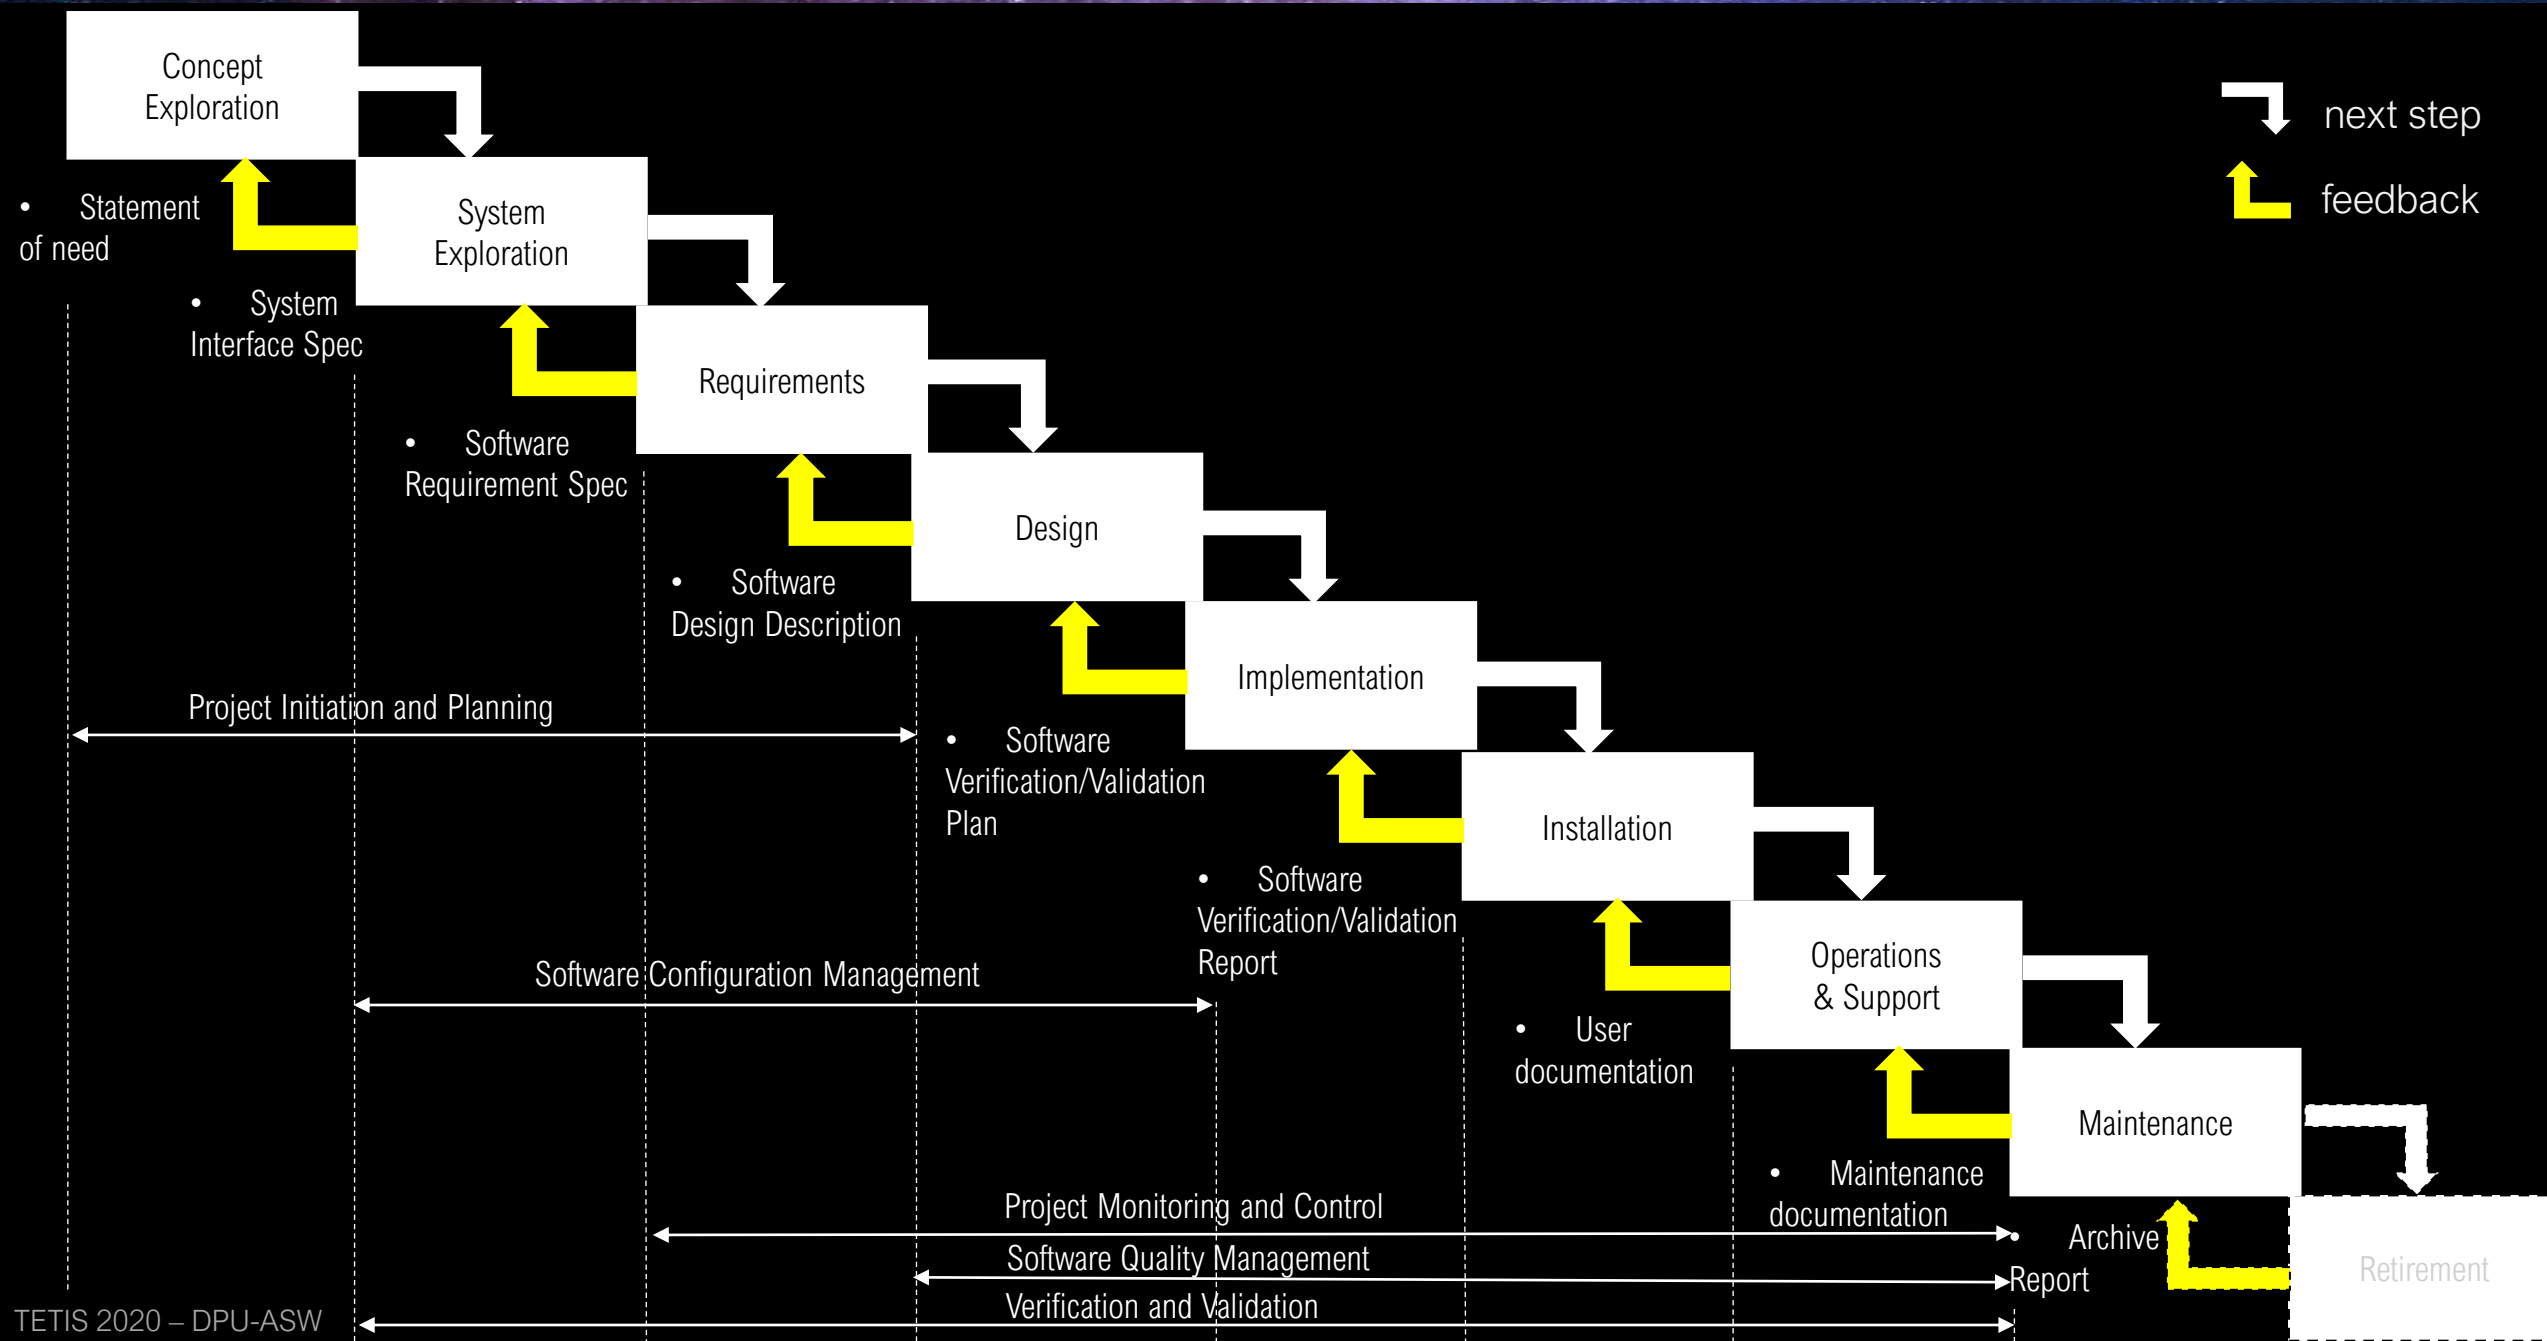 Concept
Exploration
next step
feedback
• Statement
of need
System
Exploration
• System
Interface Spec
Requirements
• Software
Requirement Spec
Design
• Software
Design Description
Implementation
Project Initiation and Planning
• Software
Verification/Validation
Plan
Installation
• Software
Verification/Validation
Report
Software Configuration Management
Operations
& Support
• User
documentation
Maintenance
• Maintenance
documentation
Project Monitoring and Control
• Archive
Report
Software Quality Management
Retirement
Verification and Validation
TETIS 2020 – DPU-ASW